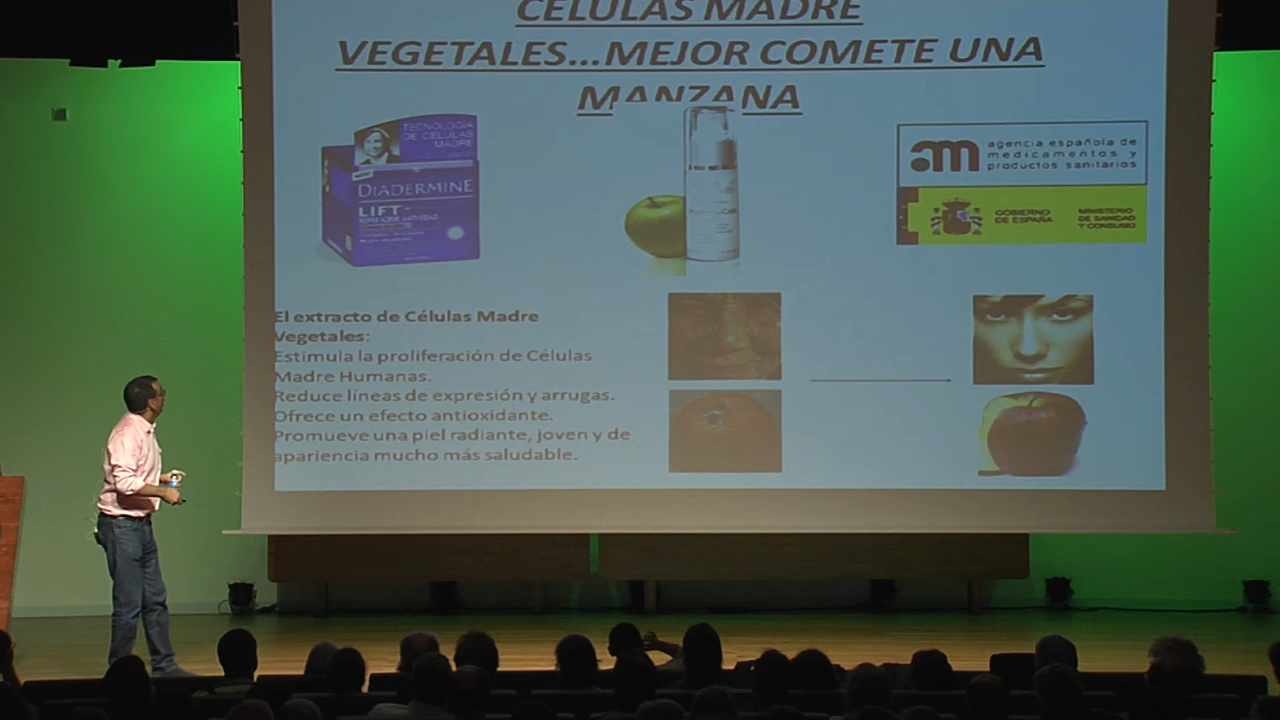 CÉLULAS MADRE
VEGETALES...MEJOR COMETE UNA
MANZANA
TECNOLOGIA
DE CELULAS
MADRE
DIADERMINE
LIFT+
agencia española de
medicamentos y
productos sanitarios
GOBIERNO
DE ESPAÑA
MINISTERIO
DE SANIDAD
Y CONSUMO
El extracto de Células Madre
Vegetales:
Estimula la proliferación de Células
Madre Humanas.
Reduce líneas de expresión y arrugas.
Ofrece un efecto antioxidante.
Promueve una piel radiante, joven y de
apariencia mucho más saludable.